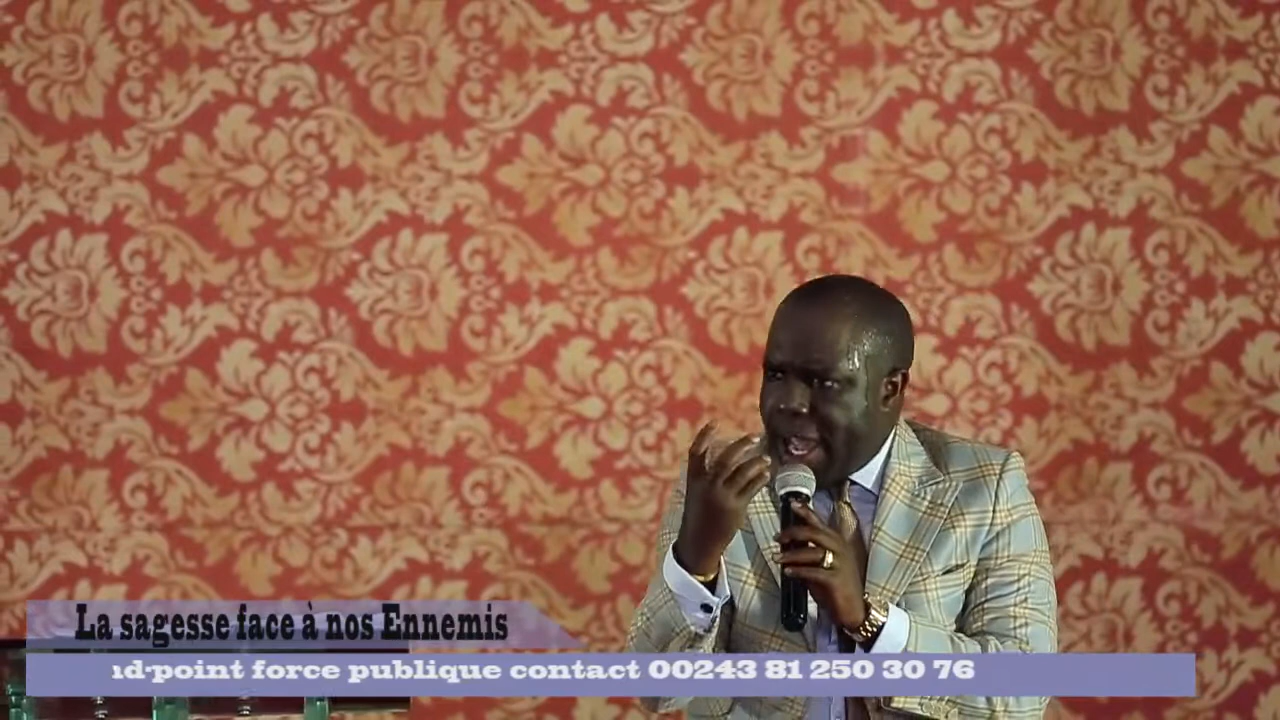 La sagesse face à nos Ennemis
d-point force publique contact 00243 81 250 30 76